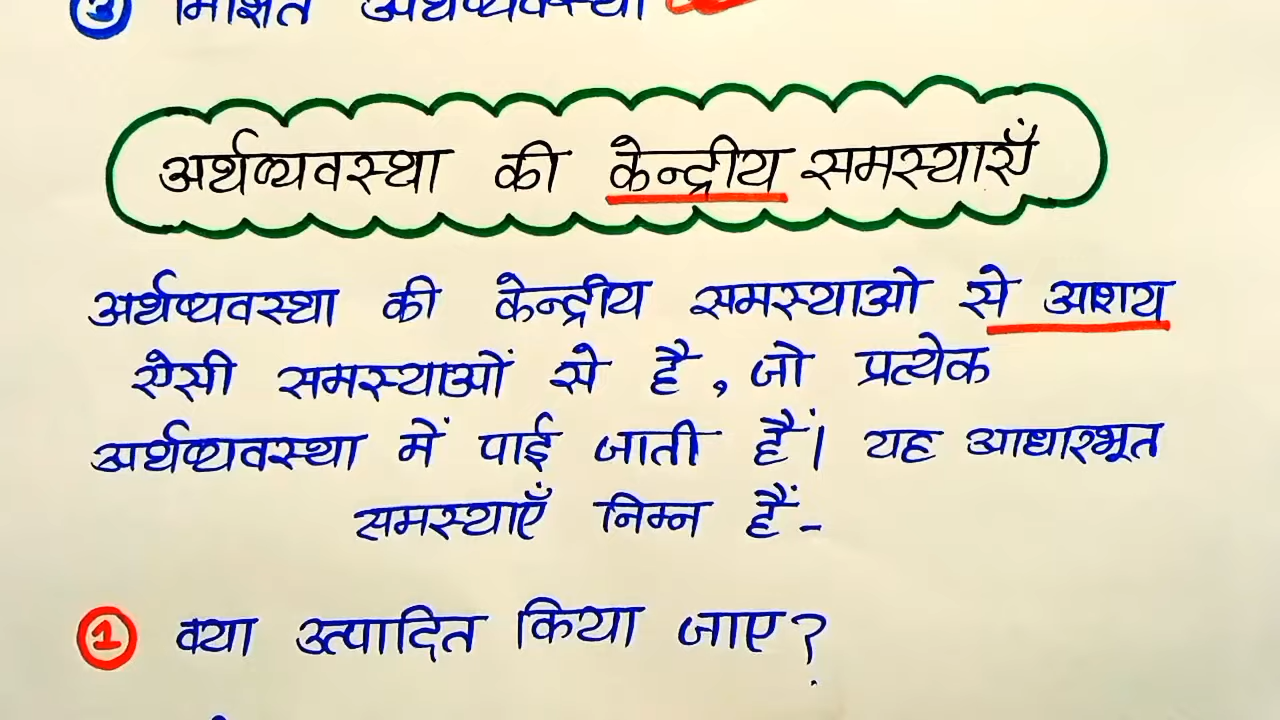 ③ मिश्रित अर्थव्यवस्था
अर्थव्यवस्था की केन्द्रीय समस्याएँ
अर्थव्यवस्था की केन्द्रीय समस्याओ से आशय
ऐसी समस्याओं से है, जो प्रत्येक
अर्थव्यवस्था में पाई जाती हैं। यह आधारभूत
समस्याएँ निम्न हैं-
① क्या उत्पादित किया जाए?